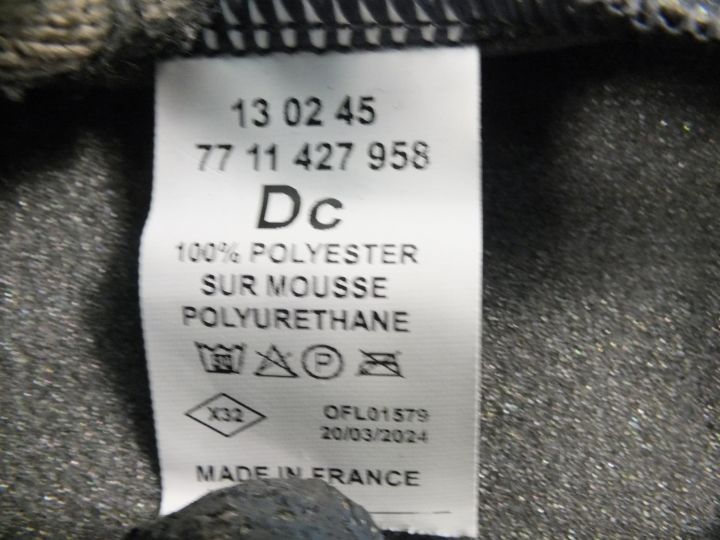 13 02 45
77 11 427 958
Dc
100% POLYESTER
SUR MOUSSE
POLYURETHANE
P
X32
OFL01579
20/03/2024
MADE IN FRANCE